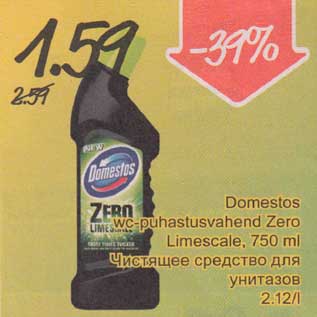 1.59
-39%
2.59
NEW
Domestos
ZERO
LIMESCALE
Domestos
wc-puhastusvahend Zero
Limescale, 750 ml
Чистящее средство для
унитазов
2.12/l